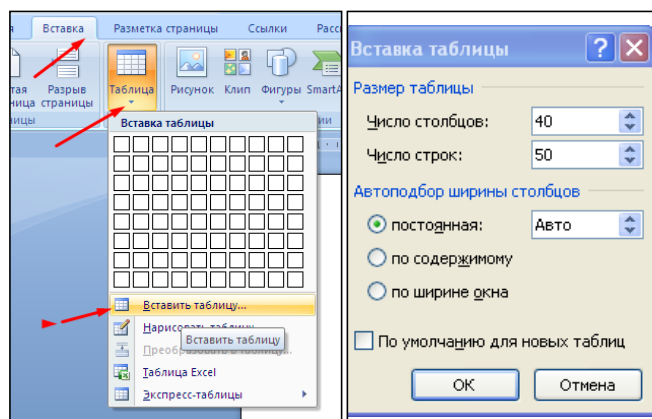 Вставка
Разметка страницы
Ссылки
Разрыв страницы
Таблица
Рисунок
Клип
Фигуры
Вставка таблицы
Вставить таблицу...
Нарисовать таблицу
Вставить таблицу
Преобразовать в таблицу...
Таблица Excel
Экспресс-таблицы
Вставка таблицы
Размер таблицы
Число столбцов: 40
Число строк: 50
Автоподбор ширины столбцов
постоянная: Авто
по содержимому
по ширине окна
По умолчанию для новых таблиц
ОК Отмена